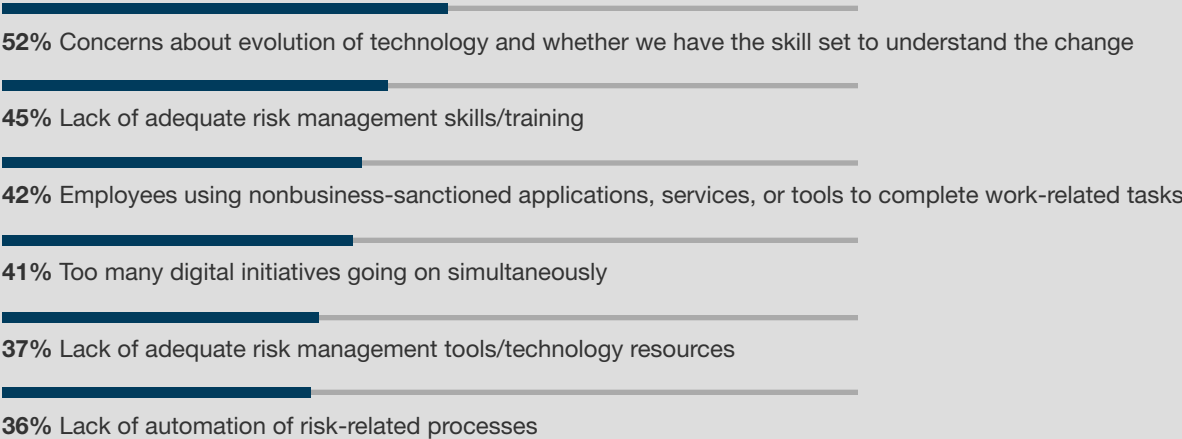 52% Concerns about evolution of technology and whether we have the skill set to understand the change
45% Lack of adequate risk management skills/training
42% Employees using nonbusiness-sanctioned applications, services, or tools to complete work-related tasks
41% Too many digital initiatives going on simultaneously
37% Lack of adequate risk management tools/technology resources
36% Lack of automation of risk-related processes